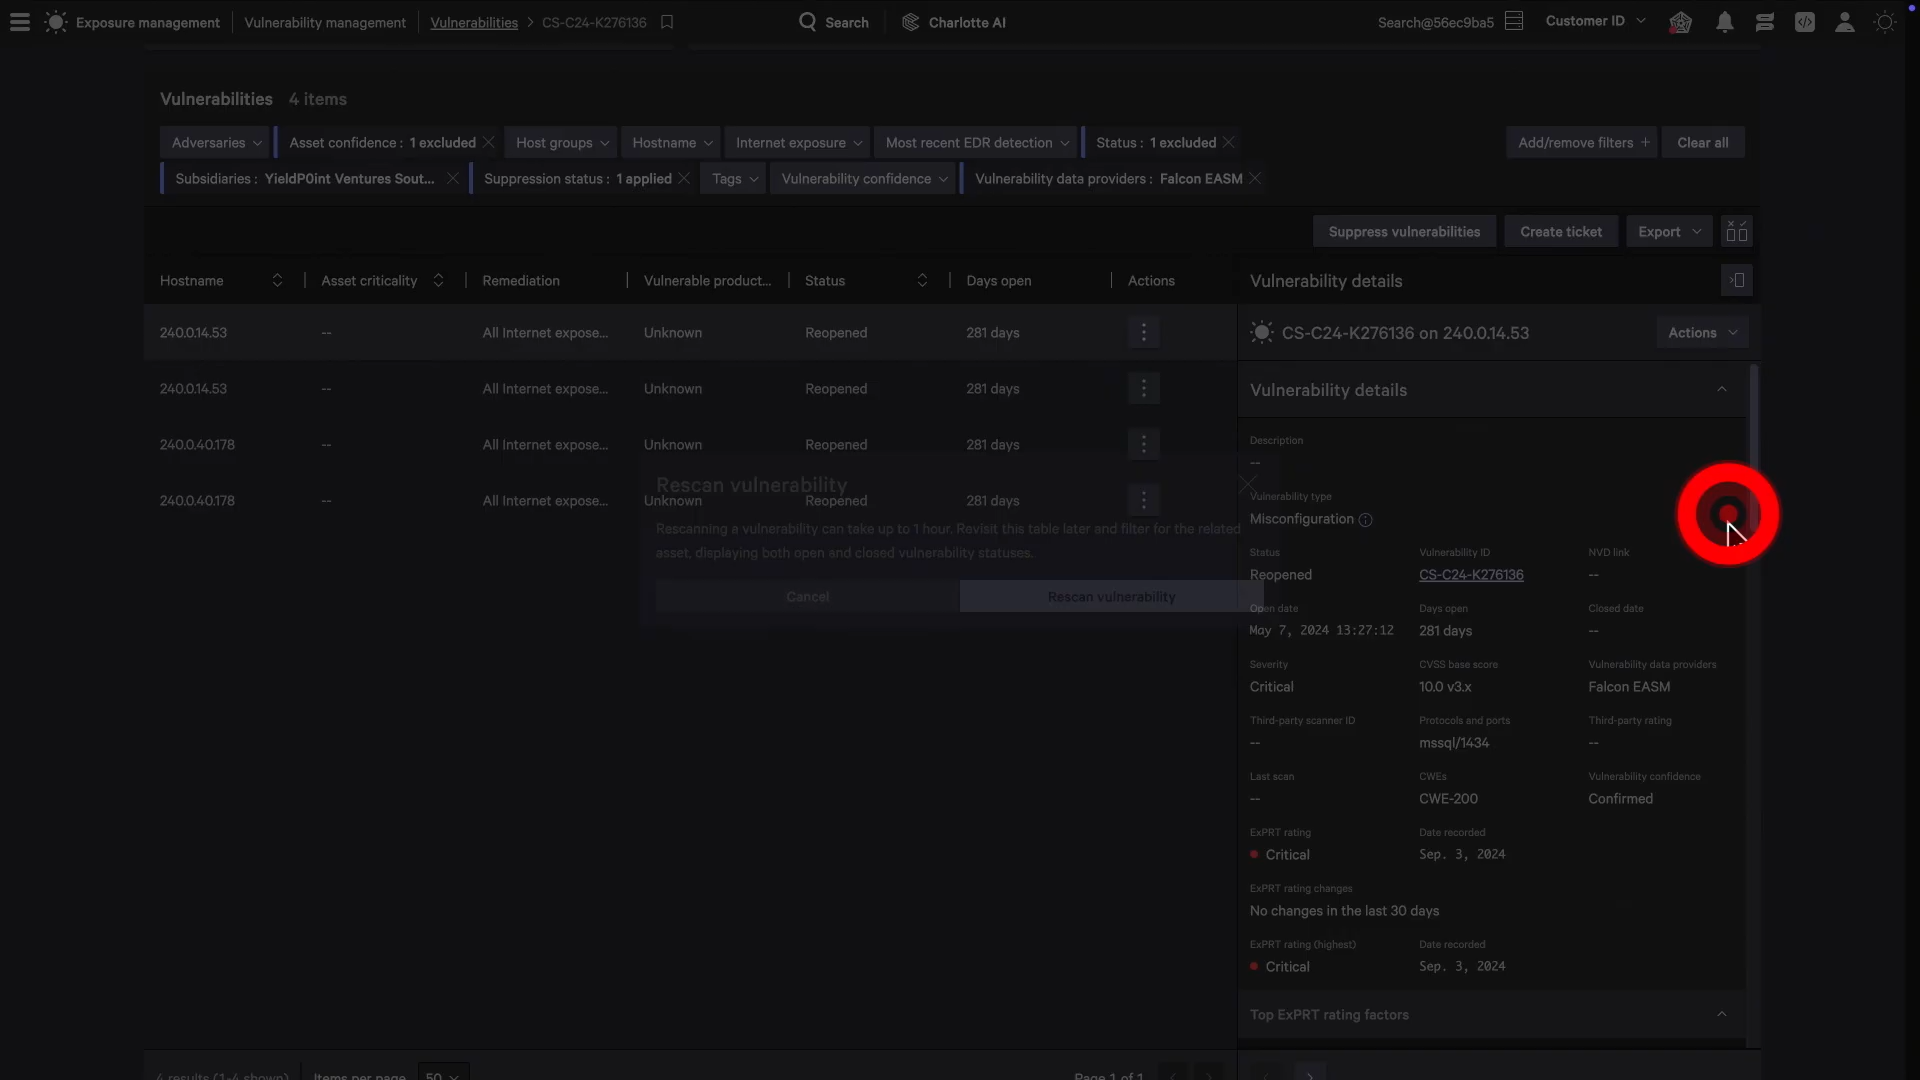 Exposure management
Vulnerability management
Vulnerabilities > CS-C24-K276136
Search
Charlotte AI
Search@56ec9ba5
Customer ID
Vulnerabilities 4 items
Adversaries
Asset confidence : 1 excluded
Host groups
Hostname
Internet exposure
Most recent EDR detection
Status : 1 excluded
Add/remove filters +
Clear all
Subsidiaries : YieldP0int Ventures Sout...
Suppression status : 1 applied
Tags
Vulnerability confidence
Vulnerability data providers : Falcon EASM
Suppress vulnerabilities
Create ticket
Export
Hostname
Asset criticality
Remediation
Vulnerable product...
Status
Days open
Actions
240.0.14.53 -- All Internet expose... Unknown Reopened 281 days
240.0.14.53 -- All Internet expose... Unknown Reopened 281 days
240.0.40.178 -- All Internet expose... Unknown Reopened 281 days
240.0.40.178 -- All Internet expose... Unknown Reopened 281 days
Rescan vulnerability
Rescanning a vulnerability can take up to 1 hour. Revisit this table later and filter for the related
asset, displaying both open and closed vulnerability statuses.
Cancel
Rescan vulnerability
Vulnerability details
CS-C24-K276136 on 240.0.14.53
Actions
Vulnerability details
Description
--
Vulnerability type
Misconfiguration
Status Vulnerability ID NVD link
Reopened CS-C24-K276136 --
Open date Days open Closed date
May 7, 2024 13:27:12 281 days --
Severity CVSS base score Vulnerability data providers
Critical 10.0 v3.x Falcon EASM
Third-party scanner ID Protocols and ports Third-party rating
-- mssql/1434 --
Last scan CWEs Vulnerability confidence
-- CWE-200 Confirmed
ExPRT rating Date recorded
Critical Sep. 3, 2024
ExPRT rating changes
No changes in the last 30 days
ExPRT rating (highest) Date recorded
Critical Sep. 3, 2024
Top ExPRT rating factors
4 results (1-4 shown)
Items per page 50
Page 1 of 1